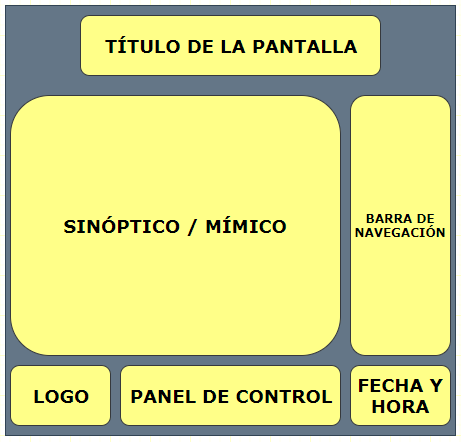 TÍTULO DE LA PANTALLA
SINÓPTICO / MÍMICO
BARRA DE
NAVEGACIÓN
LOGO
PANEL DE CONTROL
FECHA Y
HORA